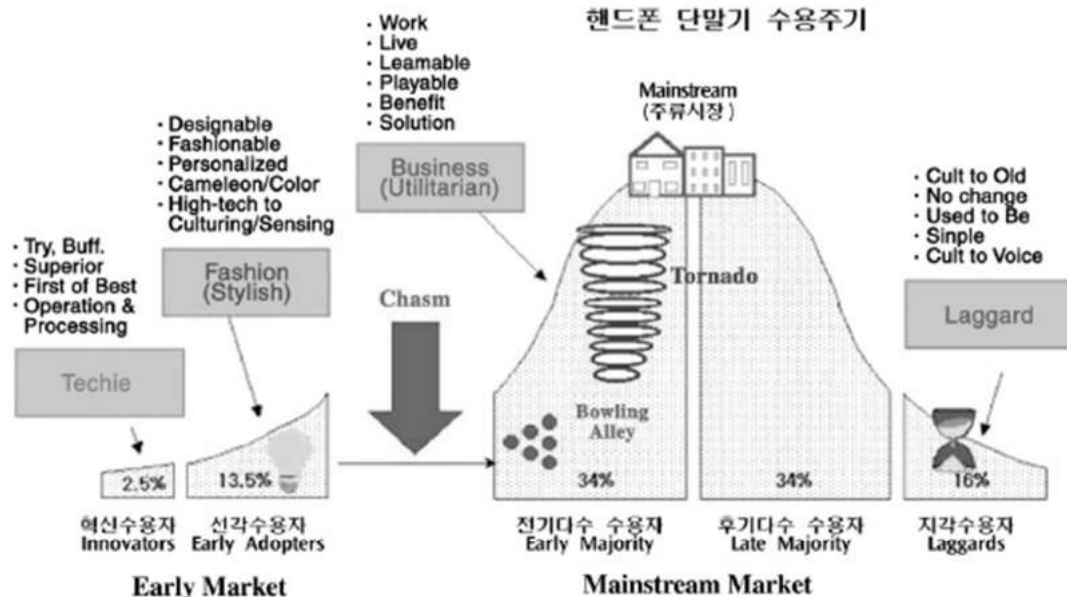 핸드폰 단말기 수용주기
· Work
· Live
· Learnable
· Playable
· Benefit
· Solution
Business
(Utilitarian)
Mainstream
(주류시장)
· Designable
· Fashionable
· Personalized
· Cameleon/Color
· High-tech to
Culturing/Sensing
Fashion
(Stylish)
· Try, Buff.
· Superior
· First of Best
· Operation &
Processing
Techie
Chasm
Tornado
Bowling
Alley
· Cult to Old
· No change
· Used to Be
· Sinple
· Cult to Voice
Laggard
2.5%
13.5%
34%
34%
16%
혁신수용자
Innovators
선각수용자
Early Adopters
전기다수 수용자
Early Majority
후기다수 수용자
Late Majority
지각수용자
Laggards
Early Market
Mainstream Market